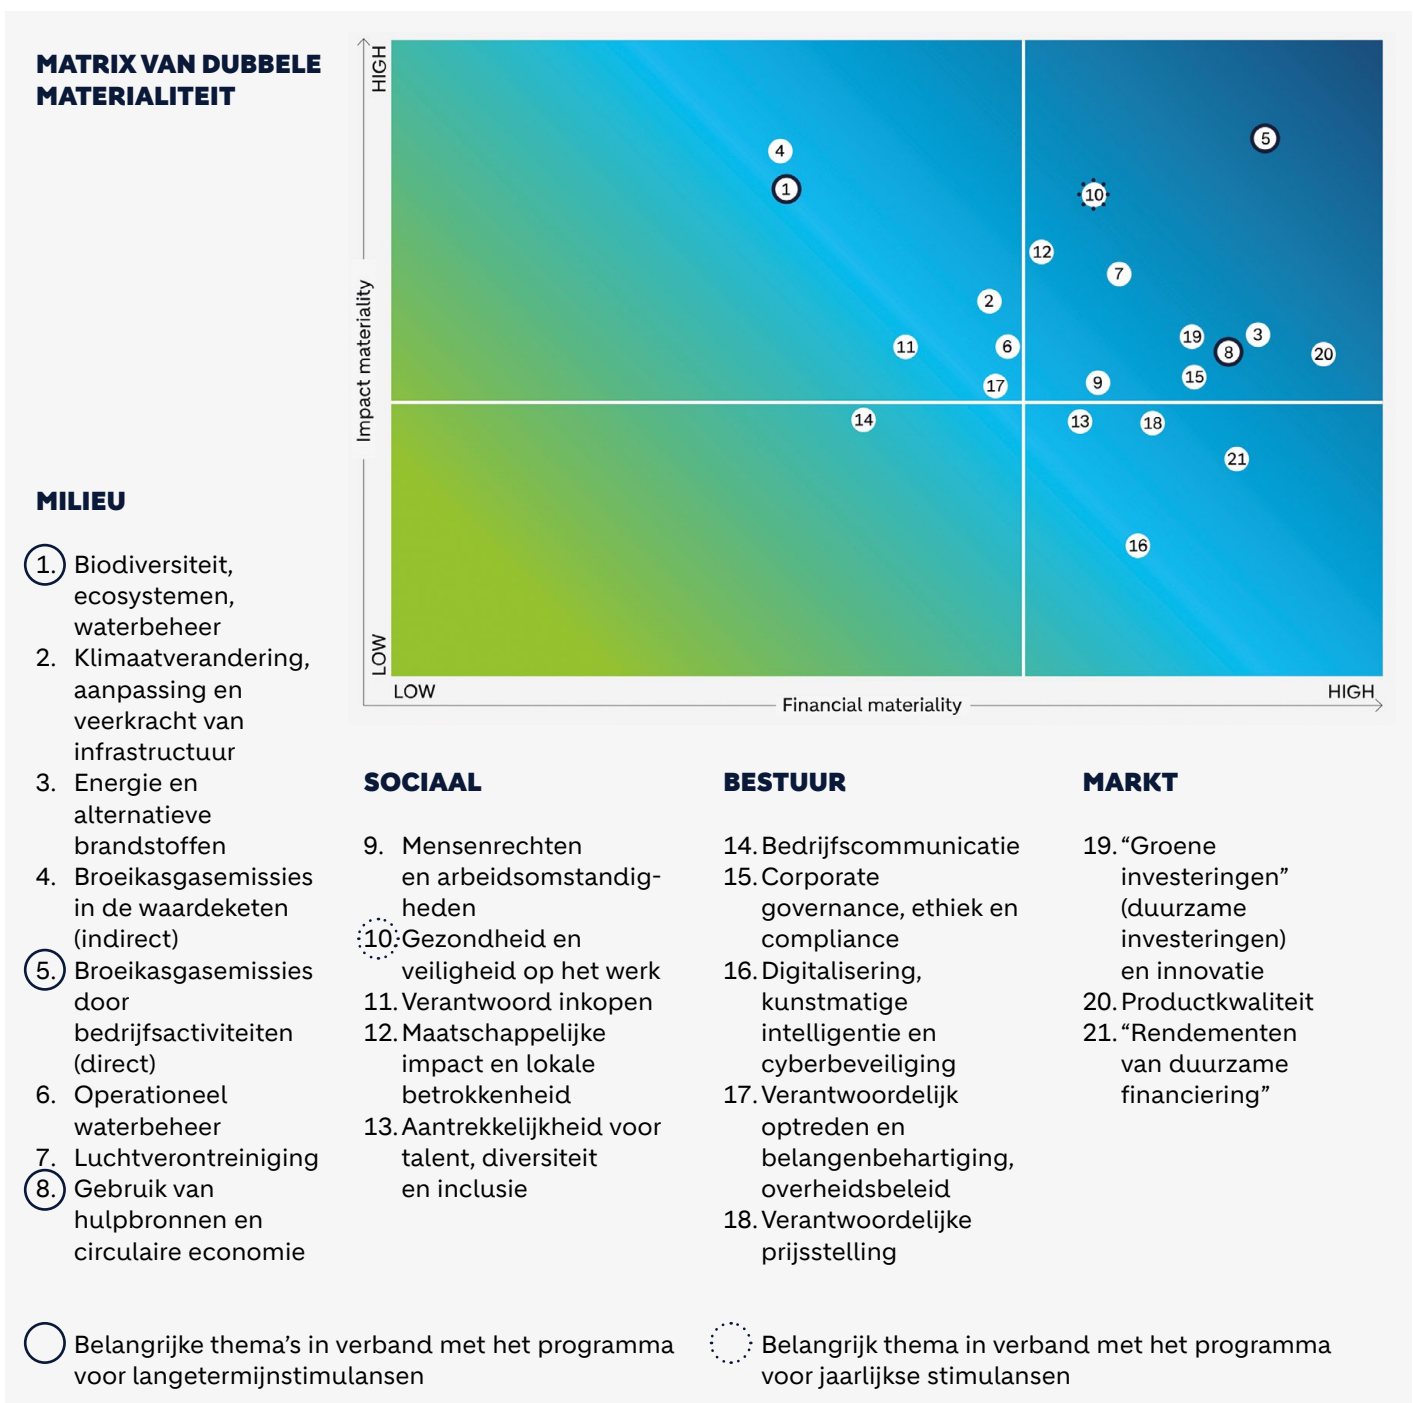 MATRIX VAN DUBBELE
MATERIALITEIT
HIGH
Impact materiality
LOW
4
5
1
10
12
7
2
19
3
11
6
8
20
15
17
9
14
13
18
21
16
LOW
HIGH
Financial materiality
MILIEU
1. Biodiversiteit,
ecosystemen,
waterbeheer
2. Klimaatverandering,
aanpassing en
veerkracht van
infrastructuur
3. Energie en
alternatieve
brandstoffen
4. Broeikasgasemissies
in de waardeketen
(indirect)
5. Broeikasgasemissies
door
bedrijfsactiviteiten
(direct)
6. Operationeel
waterbeheer
7. Luchtverontreiniging
8. Gebruik van
hulpbronnen en
circulaire economie
SOCIAAL
9. Mensenrechten
en arbeidsomstandig-
heden
10. Gezondheid en
veiligheid op het werk
11. Verantwoord inkopen
12. Maatschappelijke
impact en lokale
betrokkenheid
13. Aantrekkelijkheid voor
talent, diversiteit
en inclusie
BESTUUR
14. Bedrijfscommunicatie
15. Corporate
governance, ethiek en
compliance
16. Digitalisering,
kunstmatige
intelligentie en
cyberbeveiliging
17. Verantwoordelijk
optreden en
belangenbehartiging,
overheidsbeleid
18. Verantwoordelijke
prijsstelling
MARKT
19. “Groene
investeringen”
(duurzame
investeringen)
en innovatie
20. Productkwaliteit
21. “Rendementen
van duurzame
financiering”
Belangrijke thema’s in verband met het programma
voor langetermijnstimulansen
Belangrijk thema in verband met het programma
voor jaarlijkse stimulansen